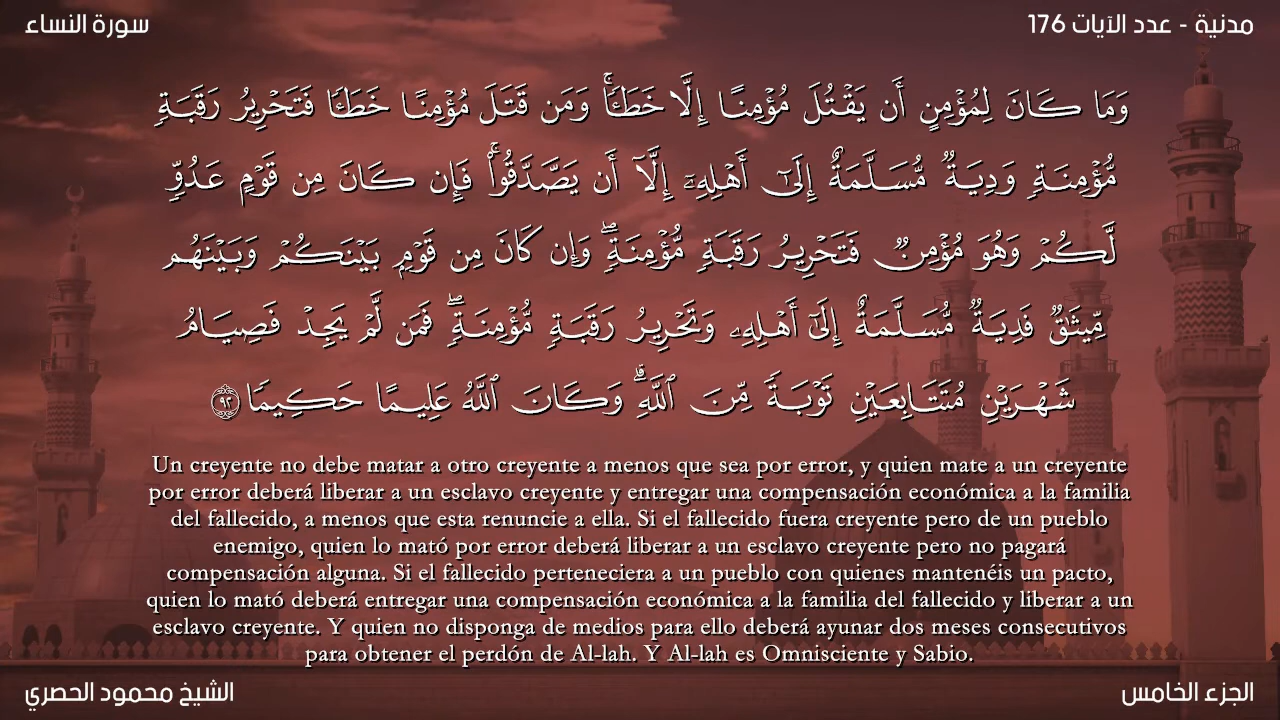 سورة النساء
مدنية - عدد الآيات 176
وَمَا كَانَ لِمُؤْمِنٍ أَن يَقْتُلَ مُؤْمِنًا إِلَّا خَطَـًٔا ۚ وَمَن قَتَلَ مُؤْمِنًا خَطَـًٔا فَتَحْرِيرُ رَقَبَةٍ
مُّؤْمِنَةٍ وَدِيَةٌ مُّسَلَّمَةٌ إِلَىٰٓ أَهْلِهِۦٓ إِلَّآ أَن يَصَّدَّقُوا۟ ۚ فَإِن كَانَ مِن قَوْمٍ عَدُوٍّ
لَّكُمْ وَهُوَ مُؤْمِنٌ فَتَحْرِيرُ رَقَبَةٍ مُّؤْمِنَةٍ ۖ وَإِن كَانَ مِن قَوْمٍۭ بَيْنَكُمْ وَبَيْنَهُم
مِّيثَـٰقٌ فَدِيَةٌ مُّسَلَّمَةٌ إِلَىٰٓ أَهْلِهِۦ وَتَحْرِيرُ رَقَبَةٍ مُّؤْمِنَةٍ ۖ فَمَن لَّمْ يَجِدْ فَصِيَامُ
شَهْرَيْنِ مُتَتَابِعَيْنِ تَوْبَةً مِّنَ ٱللَّهِ ۗ وَكَانَ ٱللَّهُ عَلِيمًا حَكِيمًا ٩٢
Un creyente no debe matar a otro creyente a menos que sea por error, y quien mate a un creyente
por error deberá liberar a un esclavo creyente y entregar una compensación económica a la familia
del fallecido, a menos que esta renuncie a ella. Si el fallecido fuera creyente pero de un pueblo
enemigo, quien lo mató por error deberá liberar a un esclavo creyente pero no pagará
compensación alguna. Si el fallecido perteneciera a un pueblo con quienes mantenéis un pacto,
quien lo mató deberá entregar una compensación económica a la familia del fallecido y liberar a un
esclavo creyente. Y quien no disponga de medios para ello deberá ayunar dos meses consecutivos
para obtener el perdón de Al-lah. Y Al-lah es Omnisciente y Sabio.
الشيخ محمود الحصري
الجزء الخامس